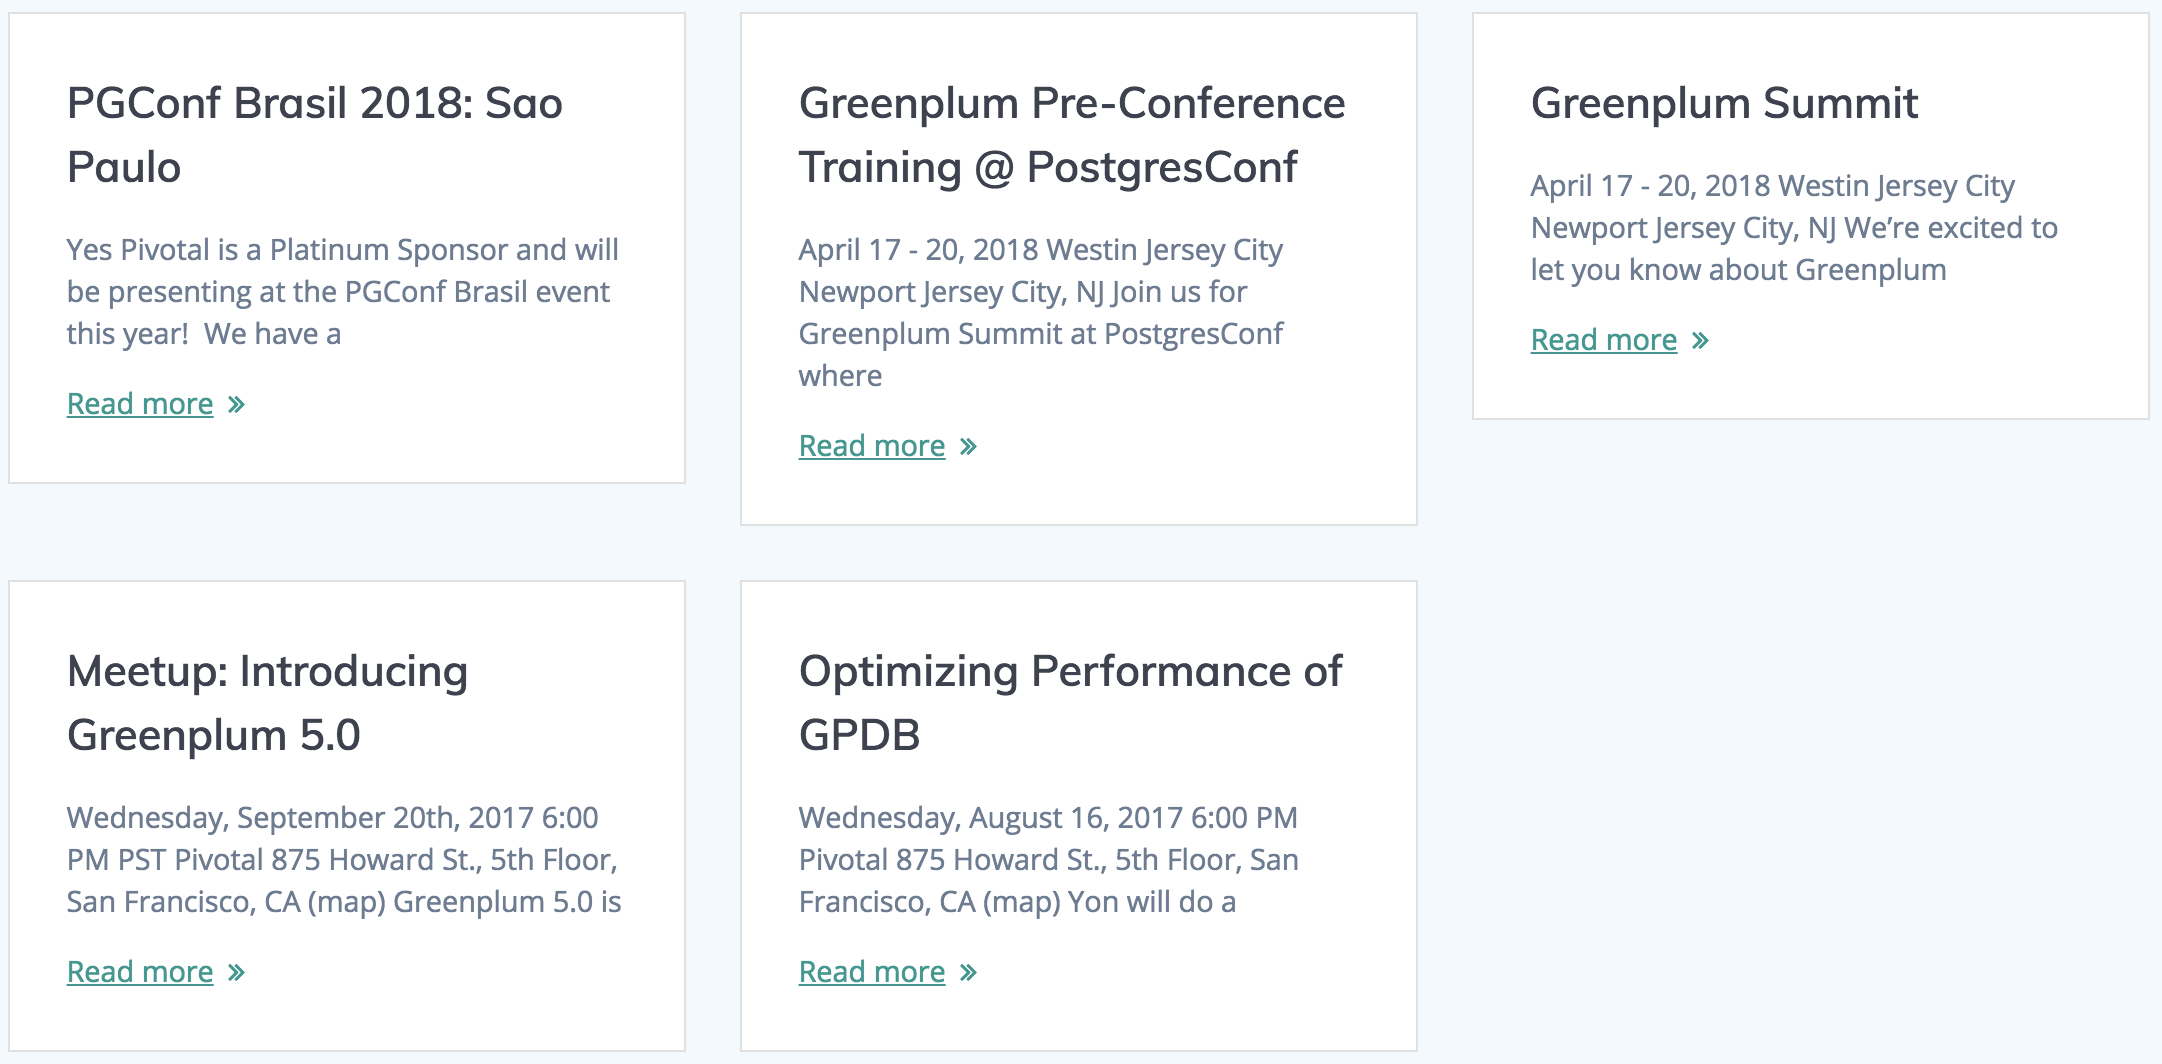 PGConf Brasil 2018: Sao
Paulo
Yes Pivotal is a Platinum Sponsor and will
be presenting at the PGConf Brasil event
this year!  We have a
Read more »
Greenplum Pre-Conference
Training @ PostgresConf
April 17 - 20, 2018 Westin Jersey City
Newport Jersey City, NJ Join us for
Greenplum Summit at PostgresConf
where
Read more »
Greenplum Summit
April 17 - 20, 2018 Westin Jersey City
Newport Jersey City, NJ We’re excited to
let you know about Greenplum
Read more »
Meetup: Introducing
Greenplum 5.0
Wednesday, September 20th, 2017 6:00
PM PST Pivotal 875 Howard St., 5th Floor,
San Francisco, CA (map) Greenplum 5.0 is
Read more »
Optimizing Performance of
GPDB
Wednesday, August 16, 2017 6:00 PM
Pivotal 875 Howard St., 5th Floor, San
Francisco, CA (map) Yon will do a
Read more »